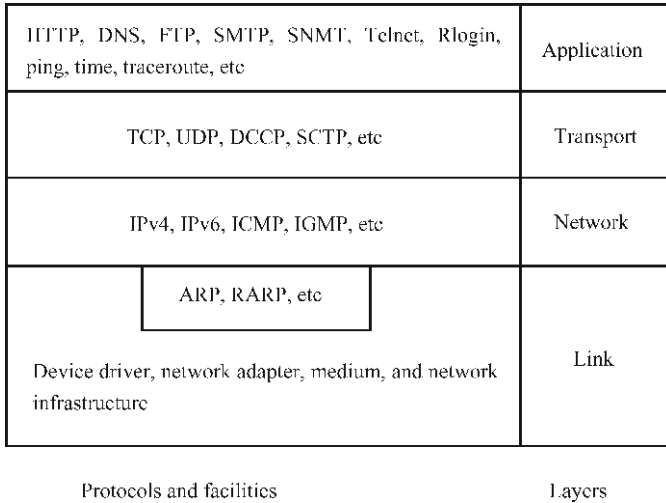 HTTP, DNS, FTP, SMTP, SNMT, Telnet, Rlogin,
ping, time, traceroute, etc
Application
TCP, UDP, DCCP, SCTP, etc
Transport
IPv4, IPv6, ICMP, IGMP, etc
Network
ARP, RARP, etc
Device driver, network adapter, medium, and network
infrastructure
Link
Protocols and facilities
Layers